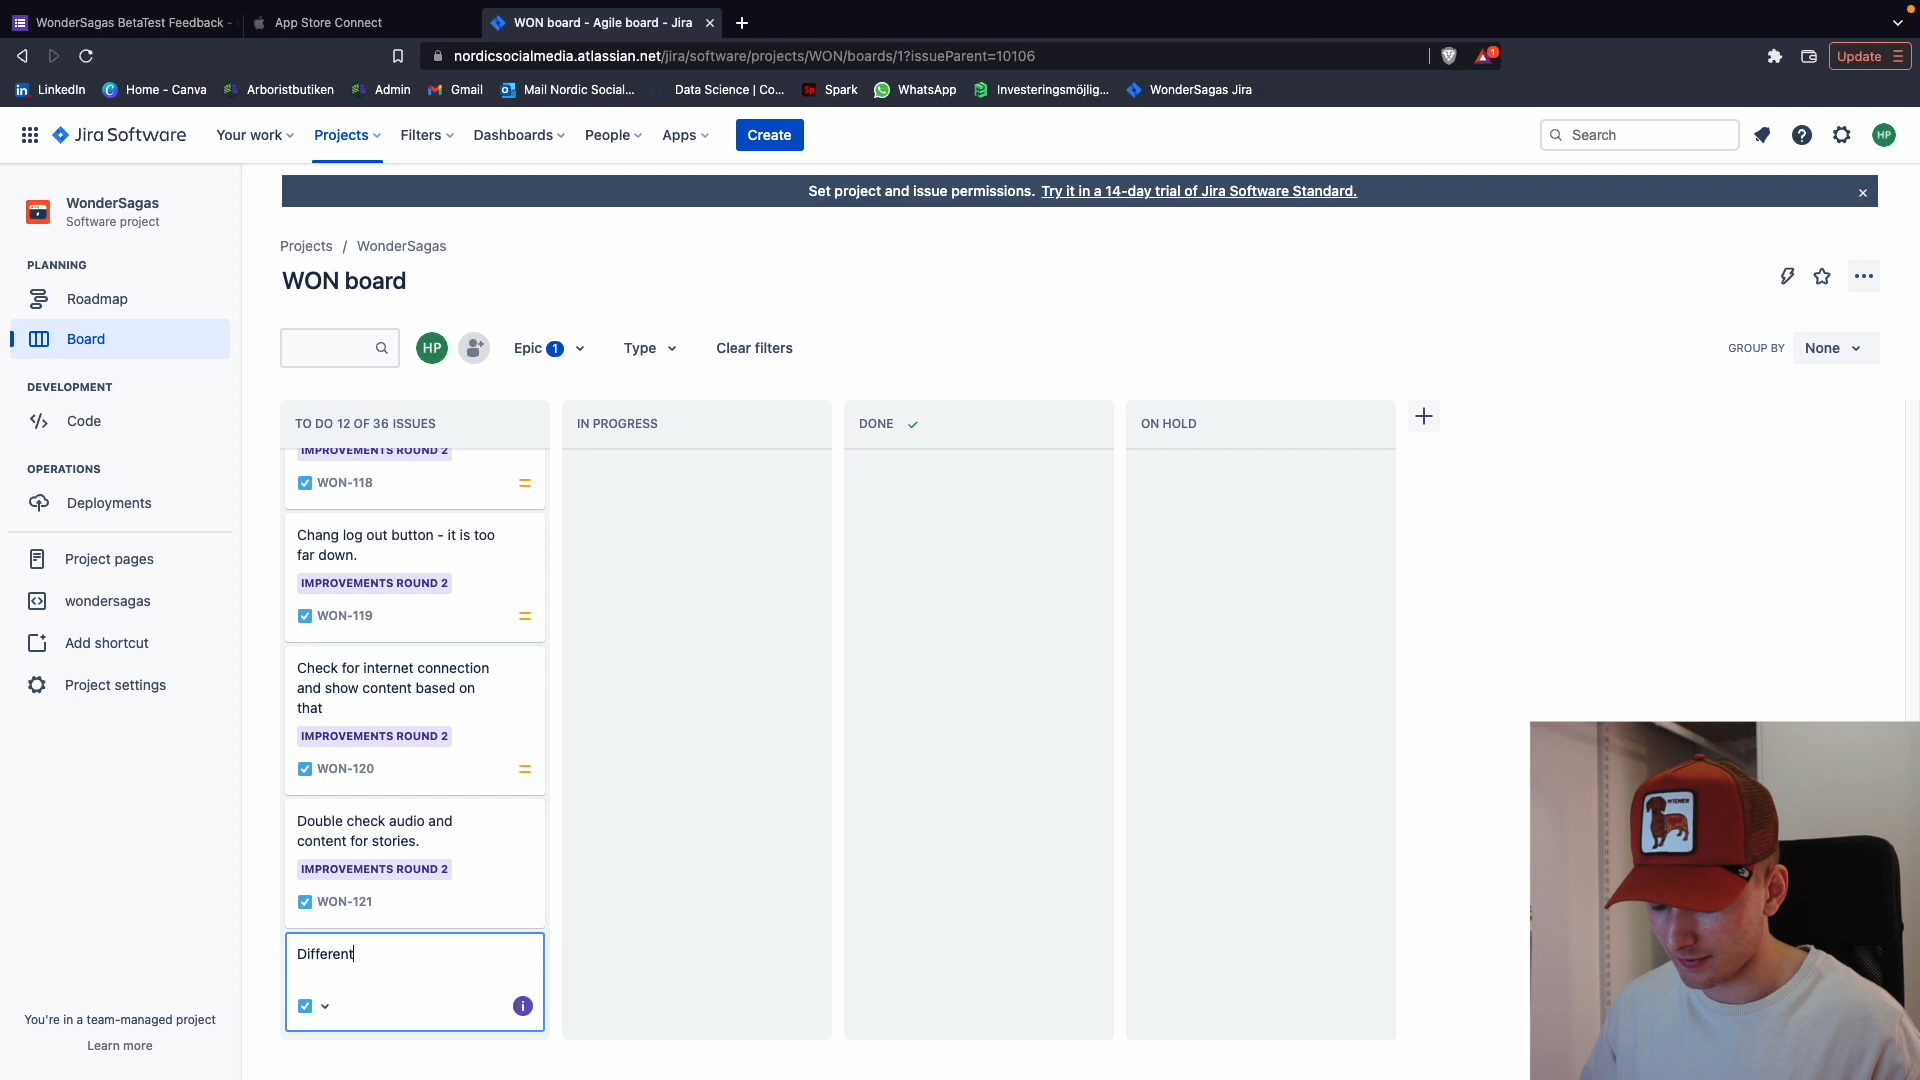 WonderSagas BetaTest Feedback -
App Store Connect
WON board - Agile board - Jira
nordicsocialmedia.atlassian.net/jira/software/projects/WON/boards/1?issueParent=10106
1
Update
LinkedIn
Home - Canva
Arboristbutiken
Admin
Gmail
Mail Nordic Social...
Data Science | Co...
Spark
WhatsApp
Investeringsmöjlig...
WonderSagas Jira
Jira Software
Your work
Projects
Filters
Dashboards
People
Apps
Create
Search
HP
WonderSagas
Software project
Set project and issue permissions. Try it in a 14-day trial of Jira Software Standard.
PLANNING
Roadmap
Board
DEVELOPMENT
Code
OPERATIONS
Deployments
Project pages
wondersagas
Add shortcut
Project settings
You're in a team-managed project
Learn more
Projects / WonderSagas
WON board
HP
Epic 1
Type
Clear filters
GROUP BY
None
TO DO 12 OF 36 ISSUES
IN PROGRESS
DONE
ON HOLD
IMPROVEMENTS ROUND 2
WON-118
Chang log out button - it is too
far down.
IMPROVEMENTS ROUND 2
WON-119
Check for internet connection
and show content based on
that
IMPROVEMENTS ROUND 2
WON-120
Double check audio and
content for stories.
IMPROVEMENTS ROUND 2
WON-121
Different
WIENER